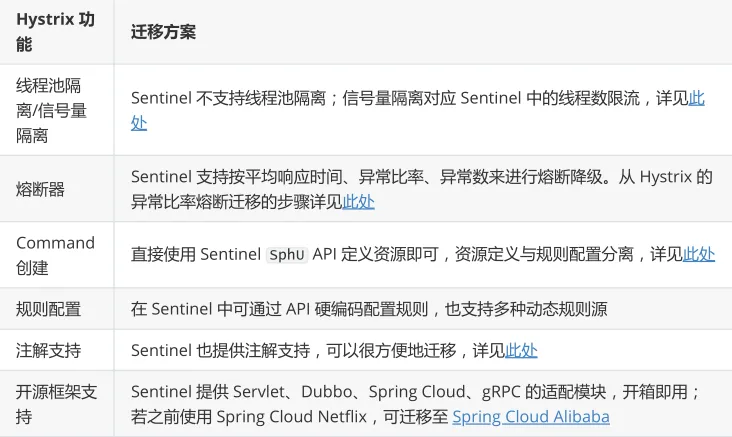 Hystrix 功
能
迁移方案
线程池隔
离/信号量
隔离
Sentinel 不支持线程池隔离；信号量隔离对应 Sentinel 中的线程数限流，详见此
处
熔断器
Sentinel 支持按平均响应时间、异常比率、异常数来进行熔断降级。从 Hystrix 的
异常比率熔断迁移的步骤详见此处
Command
创建
直接使用 Sentinel SphU API 定义资源即可，资源定义与规则配置分离，详见此处
规则配置
在 Sentinel 中可通过 API 硬编码配置规则，也支持多种动态规则源
注解支持
Sentinel 也提供注解支持，可以很方便地迁移，详见此处
开源框架支
持
Sentinel 提供 Servlet、Dubbo、Spring Cloud、gRPC 的适配模块，开箱即用；
若之前使用 Spring Cloud Netflix，可迁移至 Spring Cloud Alibaba